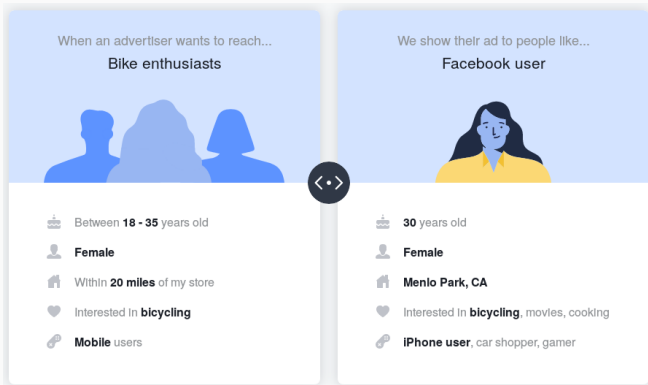 When an advertiser wants to reach...
Bike enthusiasts
Between 18 - 35 years old
Female
Within 20 miles of my store
Interested in bicycling
Mobile users
We show their ad to people like...
Facebook user
30 years old
Female
Menlo Park, CA
Interested in bicycling, movies, cooking
iPhone user, car shopper, gamer